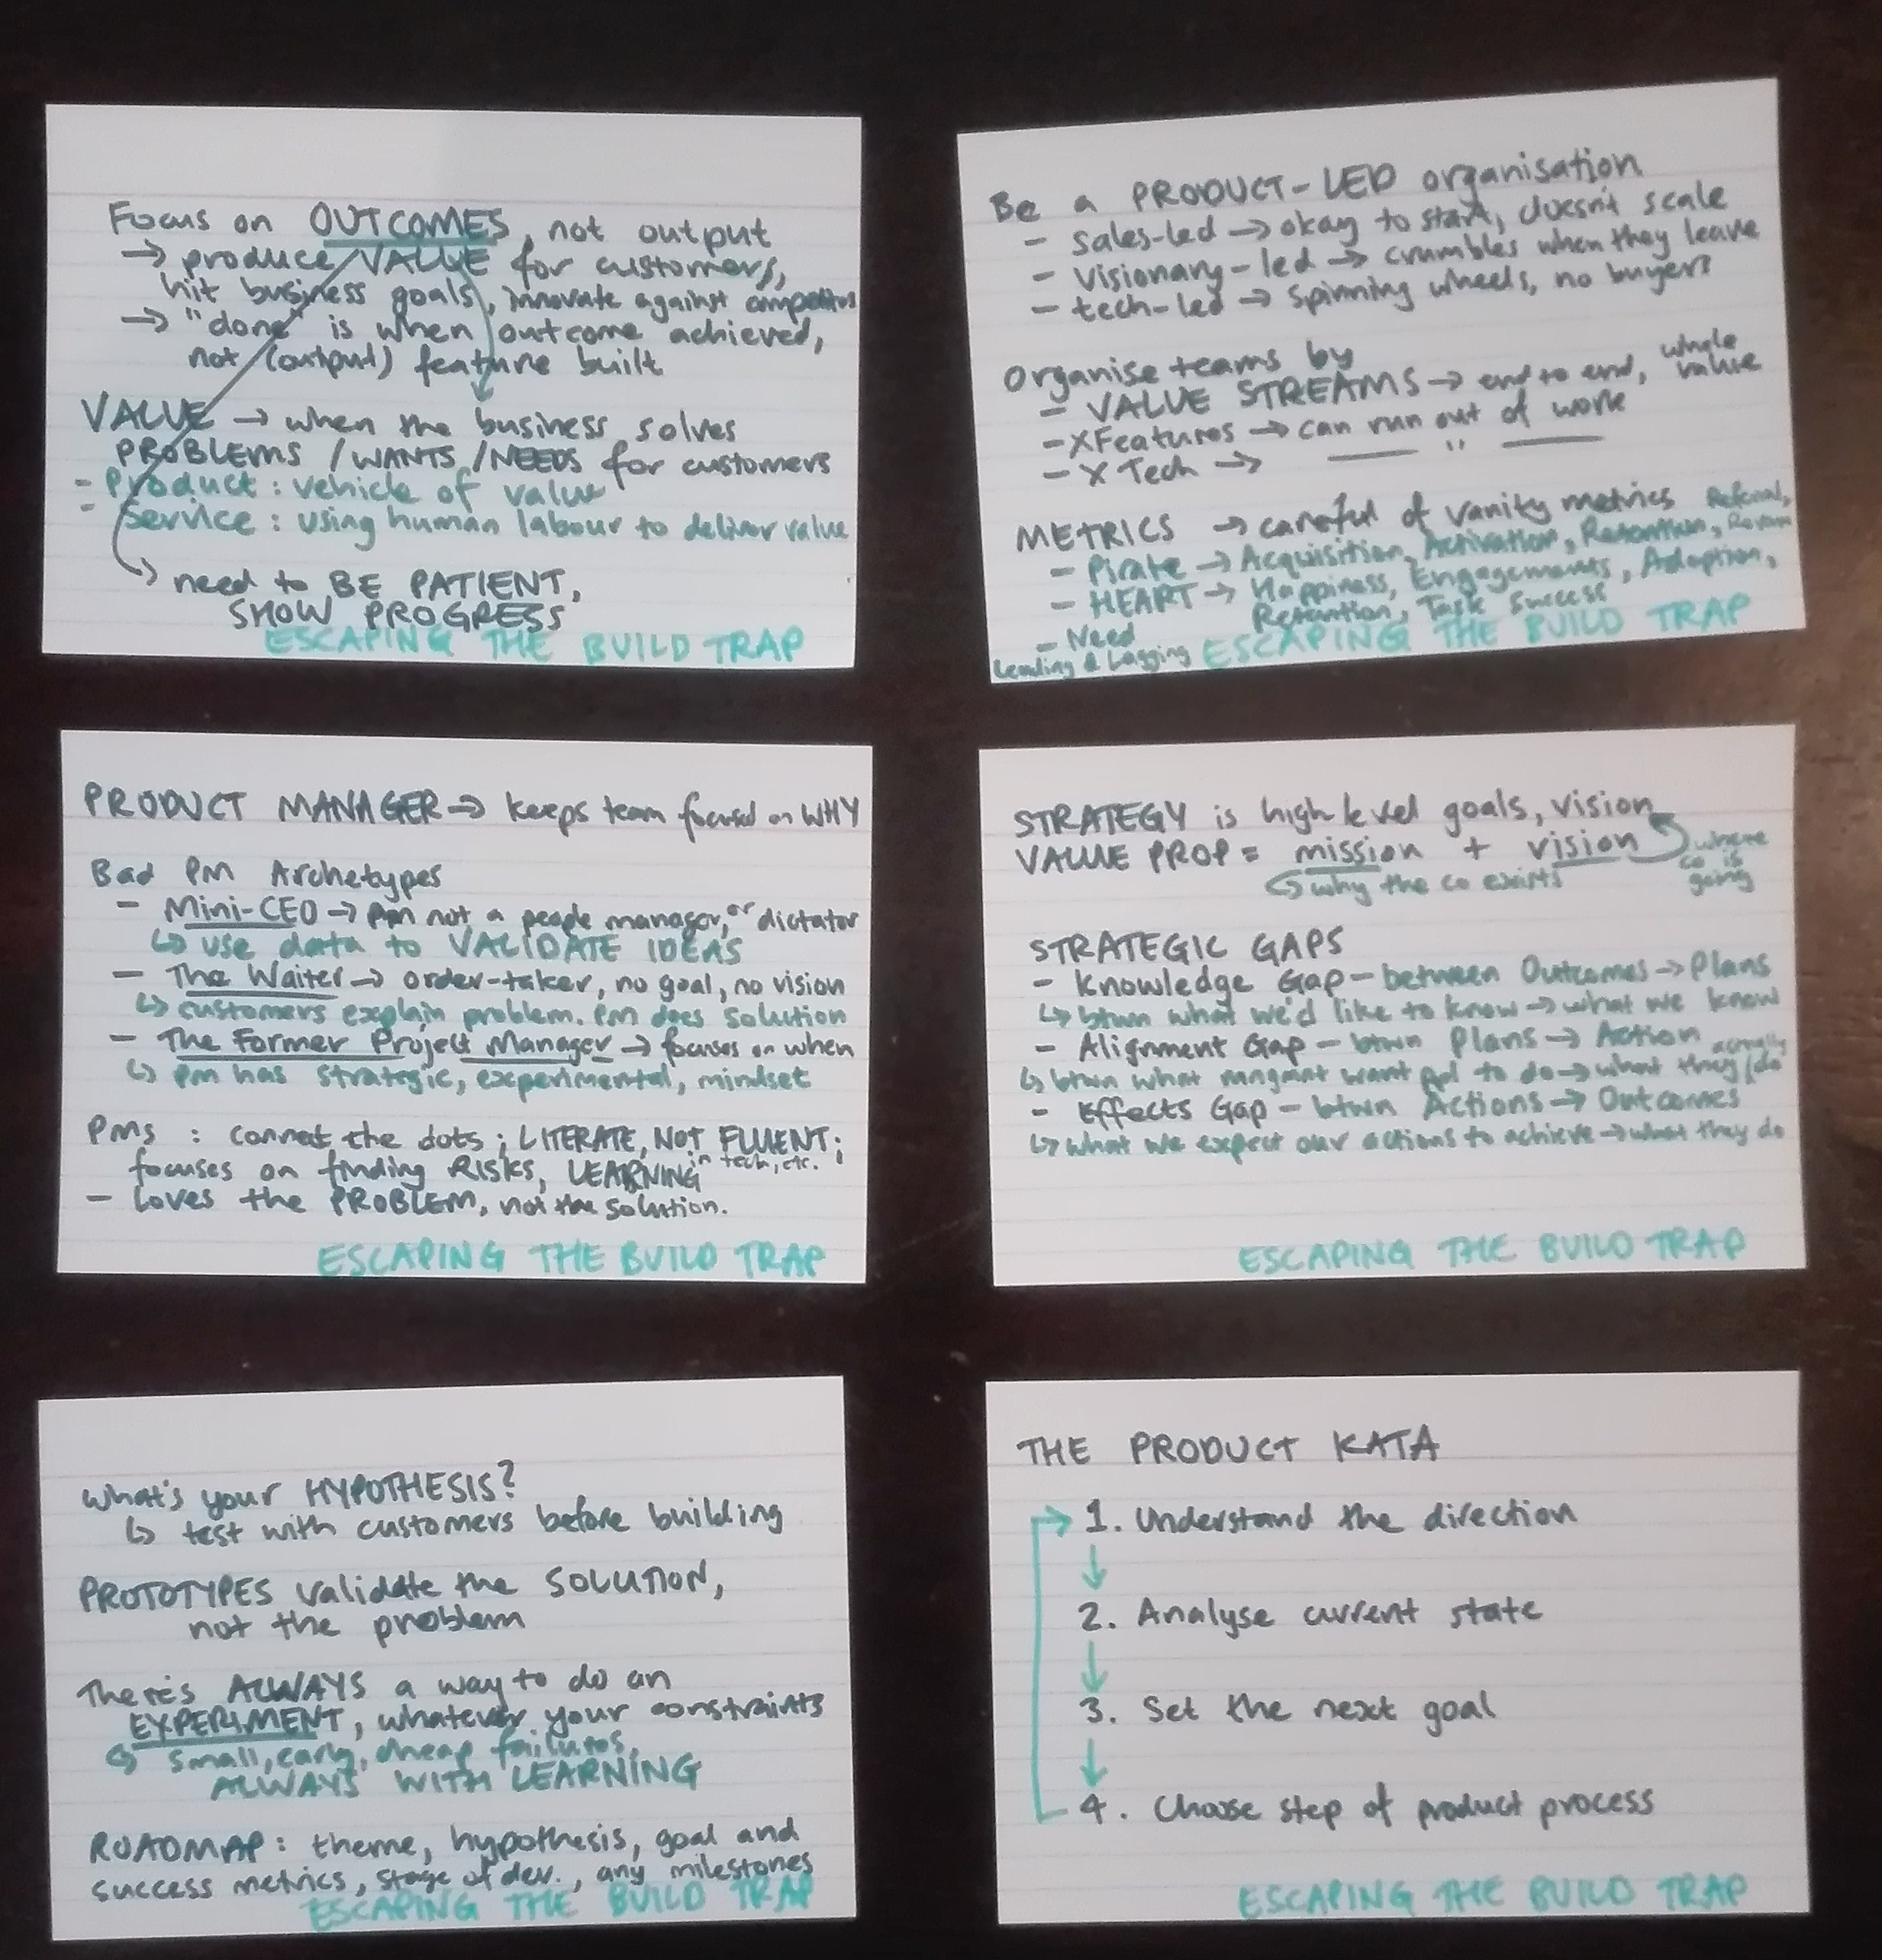 Focus on OUTCOMES, not output
→ produce VALUE for customers,
hit business goals, innovate against competitors
→ "done" is when outcome achieved,
not (output) feature built
VALUE → when the business solves
PROBLEMS / WANTS / NEEDS for customers
- Product : vehicle of value
- Service : using human labour to deliver value
↳ need to BE PATIENT,
SHOW PROGRESS
ESCAPING THE BUILD TRAP
Be a PRODUCT-LED organisation
- Sales-led → okay to start, doesn't scale
- Visionary-led → crumbles when they leave
- tech-led → spinning wheels, no buyers
Organise teams by
- VALUE STREAMS → end to end, whole value
- X Features → can run out of work
- X Tech → —— " ——
METRICS → careful of vanity metrics
- Pirate → Acquisition, Activation, Retention, Referral, Revenue
- HEART → Happiness, Engagements, Adoption,
Retention, Task Success
- Need
Leading & Lagging
ESCAPING THE BUILD TRAP
PRODUCT MANAGER → keeps team focused on WHY
Bad PM Archetypes
- Mini-CEO → PM not a people manager, or dictator
↳ use data to VALIDATE IDEAS
- The Waiter → order-taker, no goal, no vision
↳ customers explain problem. PM does solution
- The Former Project Manager → focuses on when
↳ PM has strategic, experimental, mindset
PMs : connect the dots ; LITERATE, NOT FLUENT ;
in tech, etc.
focuses on finding RISKS, LEARNING
- Loves the PROBLEM, not the solution.
ESCAPING THE BUILD TRAP
STRATEGY is high level goals, vision
VALUE PROP = mission + vision
↳ why the co exists
where co is going
STRATEGIC GAPS
- Knowledge Gap - between Outcomes → Plans
↳ btwn what we'd like to know → what we know
- Alignment Gap - btwn Plans → Action
↳ btwn what mngmnt want ppl to do → what they actually do
- Effects Gap - btwn Actions → Outcomes
↳ what we expect our actions to achieve → what they do
ESCAPING THE BUILD TRAP
What's your HYPOTHESIS?
↳ test with customers before building
PROTOTYPES validate the SOLUTION,
not the problem
There's ALWAYS a way to do an
EXPERIMENT, whatever your constraints
↳ small, early, cheap failures,
ALWAYS WITH LEARNING
ROADMAP : theme, hypothesis, goal and
success metrics, stage of dev., any milestones
ESCAPING THE BUILD TRAP
THE PRODUCT KATA
1. Understand the direction
2. Analyse current state
3. Set the next goal
4. Choose step of product process
ESCAPING THE BUILD TRAP